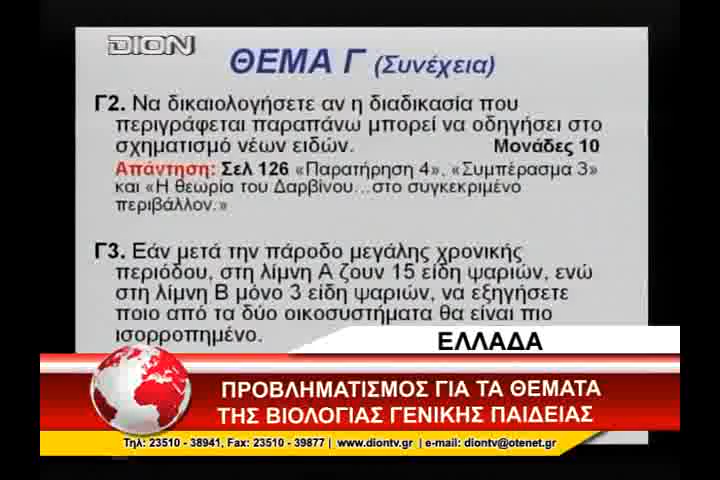 DION
ΘΕΜΑ Γ (Συνέχεια)
Γ2. Να δικαιολογήσετε αν η διαδικασία που
περιγράφεται παραπάνω μπορεί να οδηγήσει στο
σχηματισμό νέων ειδών. Μονάδες 10
Απάντηση: Σελ 126 «Παρατήρηση 4», «Συμπέρασμα 3»
και «Η θεωρία του Δαρβίνου...στο συγκεκριμένο
περιβάλλον.»
Γ3. Εάν μετά την πάροδο μεγάλης χρονικής
περιόδου, στη λίμνη Α ζουν 15 είδη ψαριών, ενώ
στη λίμνη Β μόνο 3 είδη ψαριών, να εξηγήσετε
ποιο από τα δύο οικοσυστήματα θα είναι πιο
ισορροπημένο.
ΕΛΛΑΔΑ
ΠΡΟΒΛΗΜΑΤΙΣΜΟΣ ΓΙΑ ΤΑ ΘΕΜΑΤΑ
ΤΗΣ ΒΙΟΛΟΓΙΑΣ ΓΕΝΙΚΗΣ ΠΑΙΔΕΙΑΣ
Τηλ: 23510 - 38941, Fax: 23510 - 39877 | www.diontv.gr | e-mail: diontv@otenet.gr